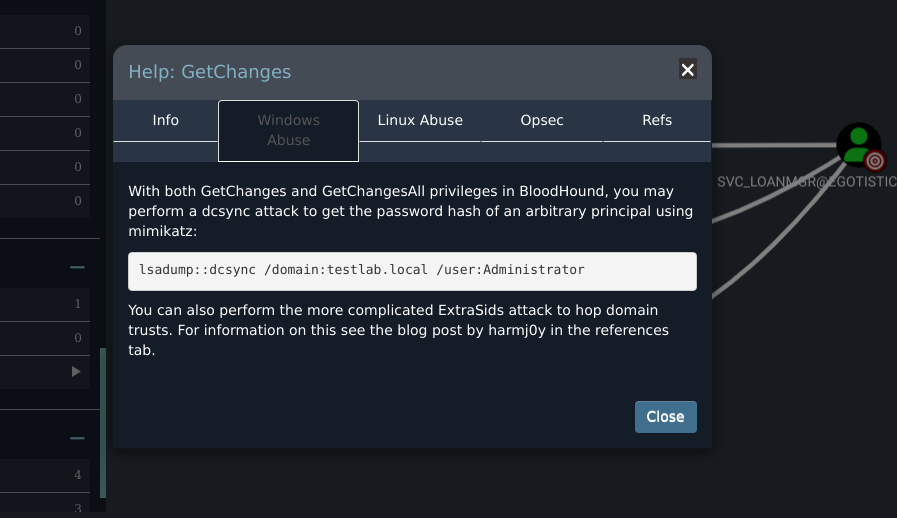 0
0
0
0
0
0
1
0
4
3
Help: GetChanges
Info
Windows
Abuse
Linux Abuse
Opsec
Refs
With both GetChanges and GetChangesAll privileges in BloodHound, you may
perform a dcsync attack to get the password hash of an arbitrary principal using
mimikatz:
lsadump::dcsync /domain:testlab.local /user:Administrator
You can also perform the more complicated ExtraSids attack to hop domain
trusts. For information on this see the blog post by harmj0y in the references
tab.
Close
SVC_LOANMGR@EGOTISTIC